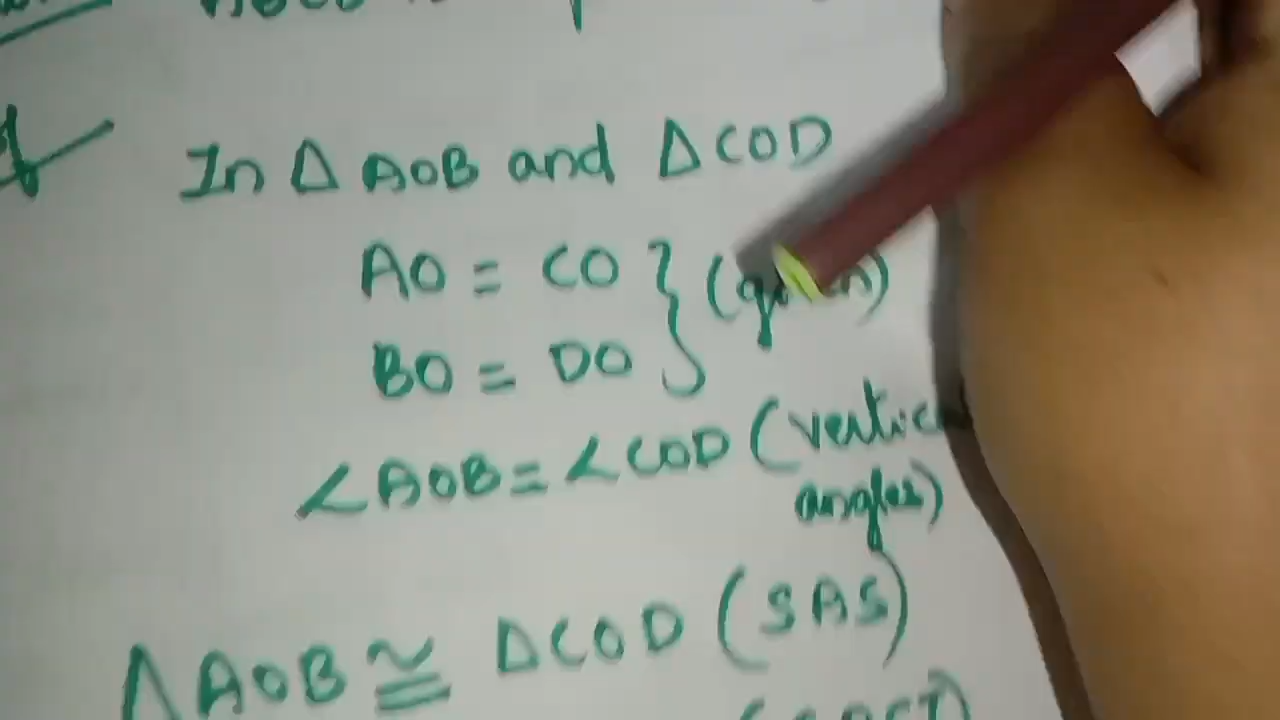 In Δ AOB and Δ COD
AO = CO } (given)
BO = DO
∠AOB = ∠COD (vertical
angles)
Δ AOB ≅ Δ COD (SAS)